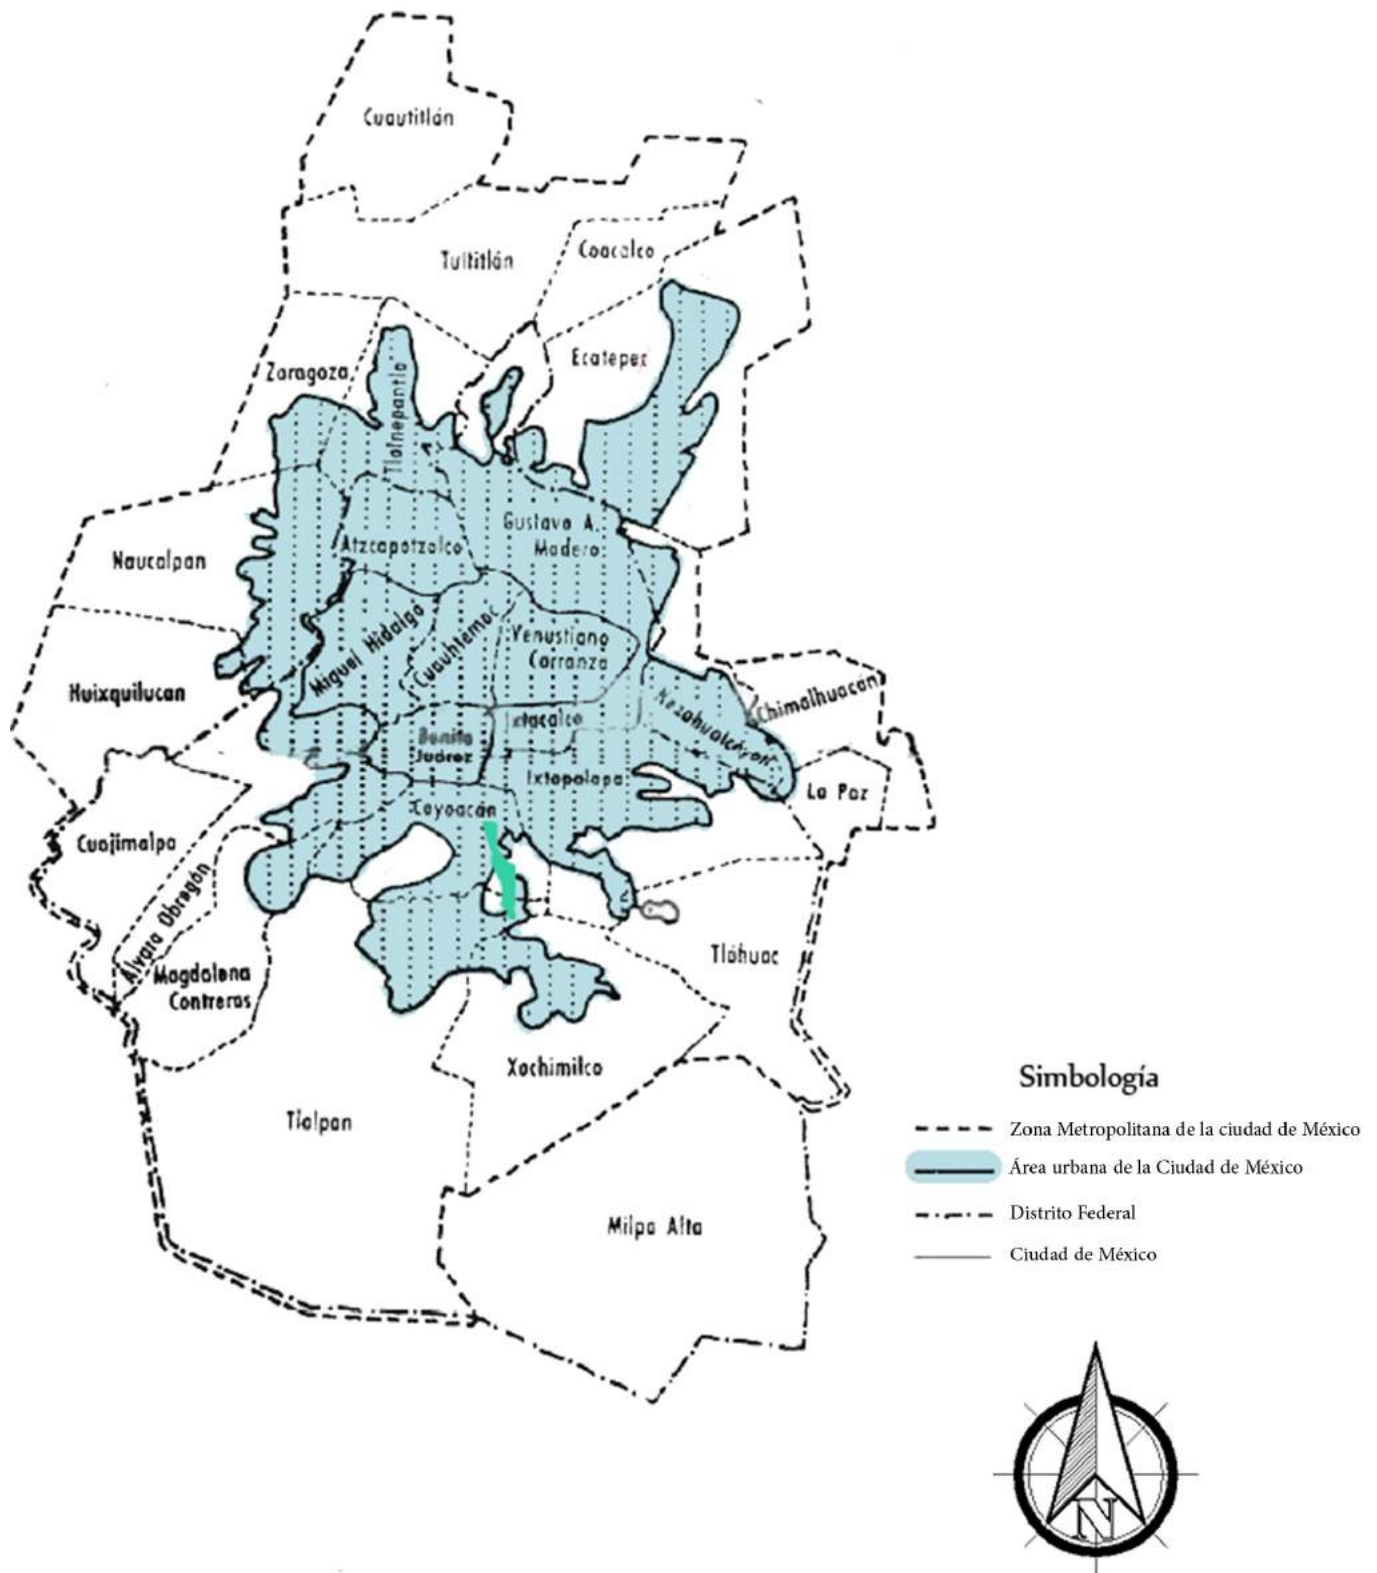 Cuautitlán
Tultitlán
Coacalco
Zaragoza
Tlalnepantla
Ecatepec
Naucalpan
Atzcapotzalco
Gustavo A.
Madero
Huixquilucan
Miguel Hidalgo
Cuauhtemoc
Venustiano
Carranza
Ixtacalco
Nezahualcóyotl
Chimalhuacán
Benito
Juárez
Ixtapalapa
La Paz
Coyoacán
Cuajimalpa
Alvaro Obregón
Magdalena
Contreras
Tláhuac
Xochimilco
Tlalpan
Milpa Alta
Simbología
Zona Metropolitana de la ciudad de México
Área urbana de la Ciudad de México
Distrito Federal
Ciudad de México
N